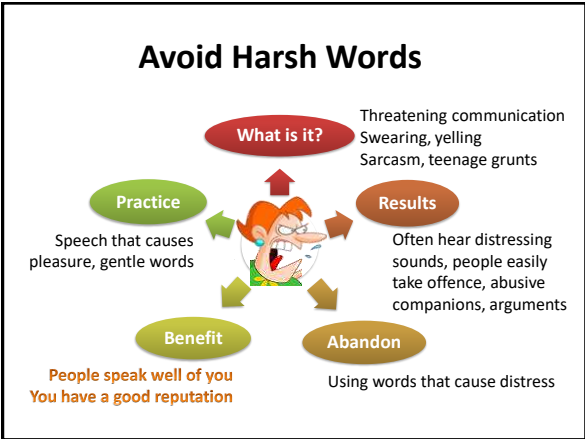 Avoid Harsh Words
What is it?
Threatening communication
Swearing, yelling
Sarcasm, teenage grunts
Practice
Speech that causes
pleasure, gentle words
Results
Often hear distressing
sounds, people easily
take offence, abusive
companions, arguments
Benefit
People speak well of you
You have a good reputation
Abandon
Using words that cause distress